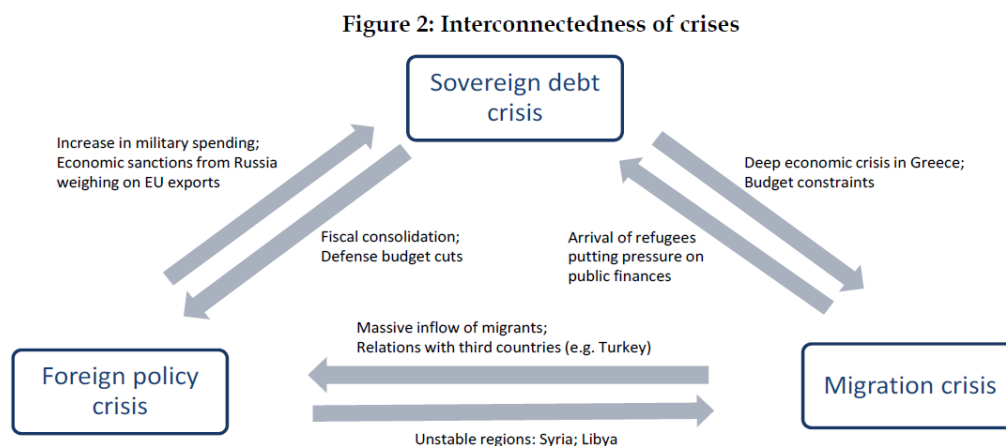 Figure 2: Interconnectedness of crises
Sovereign debt
crisis
Increase in military spending;
Economic sanctions from Russia
weighing on EU exports
Deep economic crisis in Greece;
Budget constraints
Fiscal consolidation;
Defense budget cuts
Arrival of refugees
putting pressure on
public finances
Massive inflow of migrants;
Relations with third countries (e.g. Turkey)
Foreign policy
crisis
Migration crisis
Unstable regions: Syria; Libya